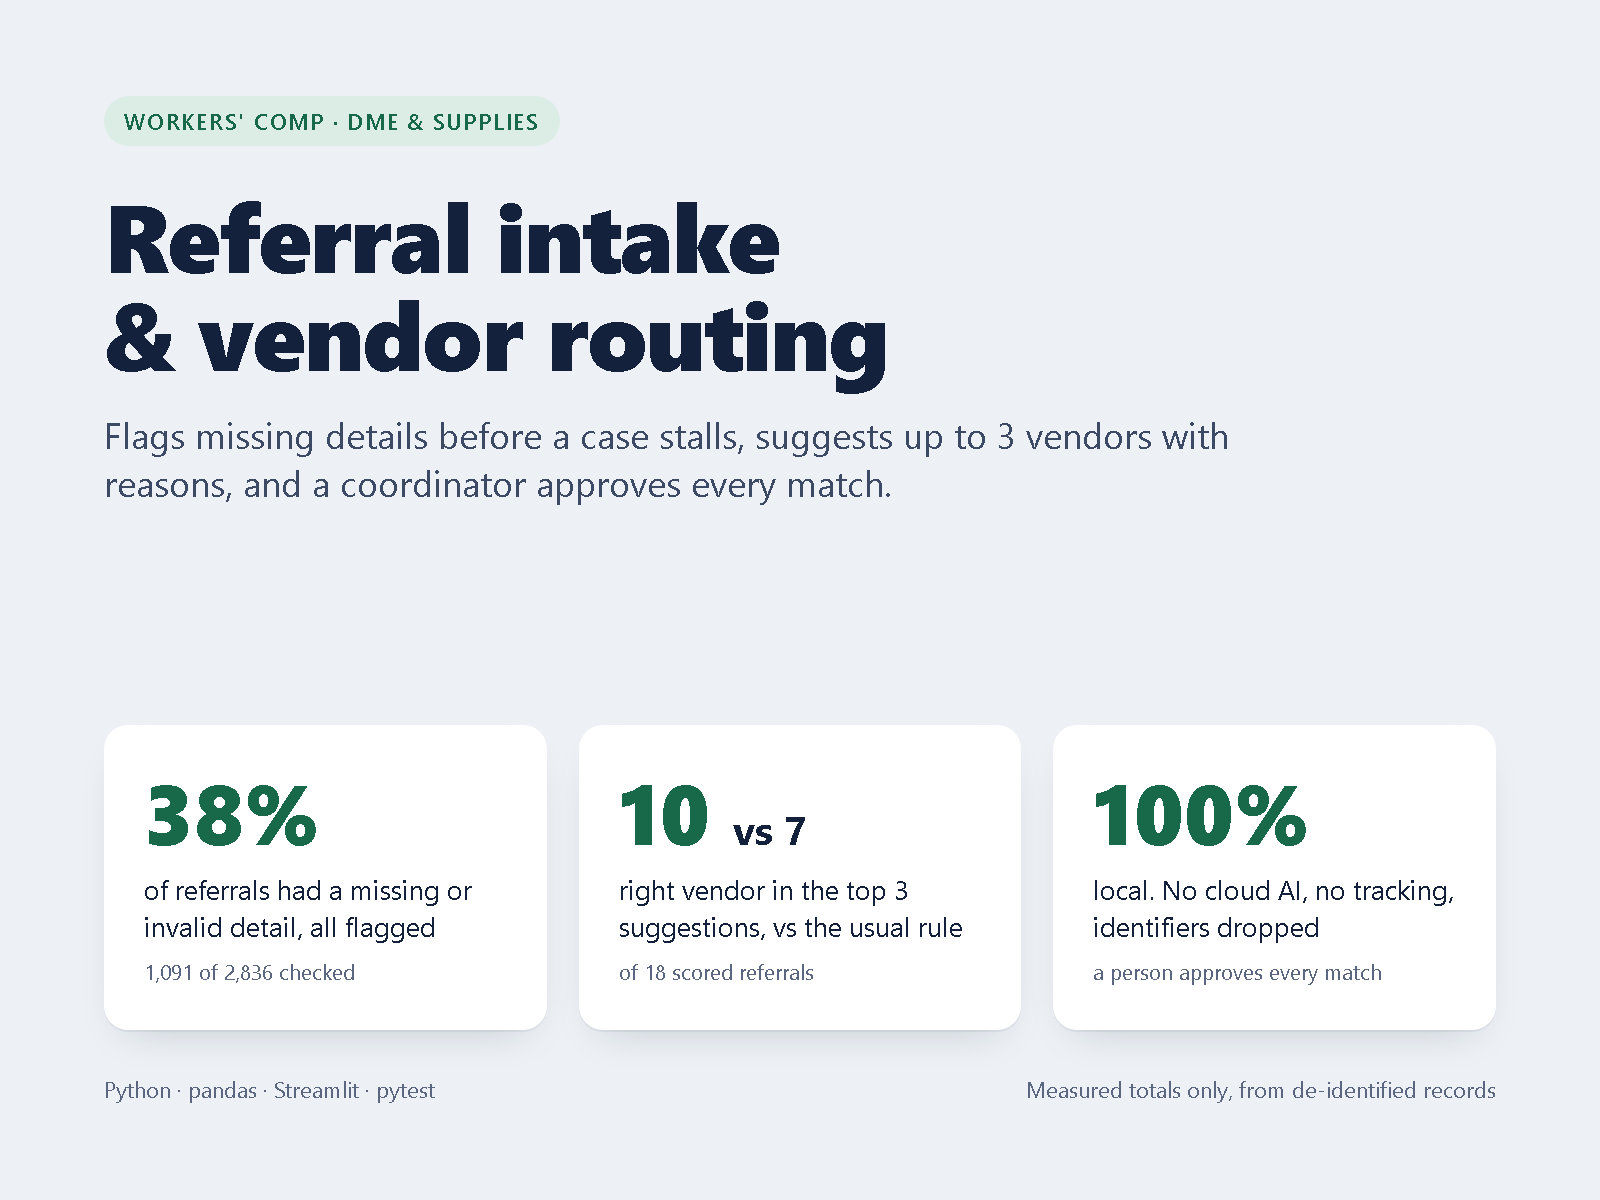 WORKERS' COMP · DME & SUPPLIES
Referral intake
& vendor routing
Flags missing details before a case stalls, suggests up to 3 vendors with
reasons, and a coordinator approves every match.
38%
of referrals had a missing or
invalid detail, all flagged
1,091 of 2,836 checked
10 vs 7
right vendor in the top 3
suggestions, vs the usual rule
of 18 scored referrals
100%
local. No cloud AI, no tracking,
identifiers dropped
a person approves every match
Python · pandas · Streamlit · pytest
Measured totals only, from de-identified records